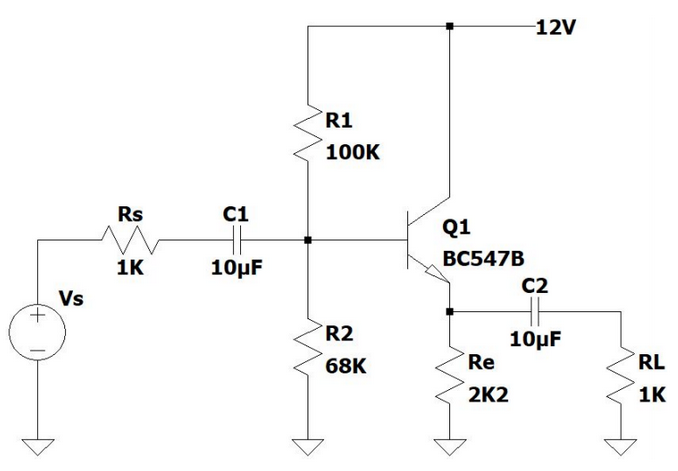 12V
R1
100K
Rs
1K
C1
10µF
Q1
BC547B
Vs
C2
10µF
R2
68K
Re
2K2
RL
1K